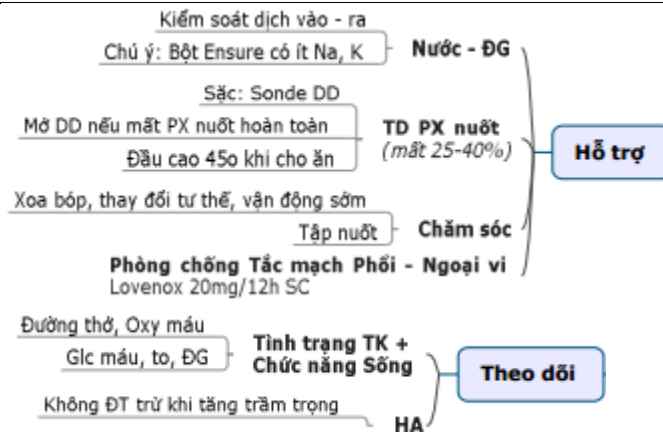 Kiểm soát dịch vào - ra
Chú ý: Bột Ensure có ít Na, K
Nước - ĐG
Sặc: Sonde DD
Mở DD nếu mất PX nuốt hoàn toàn
Đầu cao 45o khi cho ăn
TD PX nuốt
(mất 25-40%)
Hỗ trợ
Xoa bóp, thay đổi tư thế, vận động sớm
Tập nuốt
Chăm sóc
Phòng chống Tắc mạch Phổi - Ngoại vi
Lovenox 20mg/12h SC
Đường thở, Oxy máu
Glc máu, to, ĐG
Tình trạng TK +
Chức năng Sống
Theo dõi
Không ĐT trừ khi tăng trầm trọng
HA